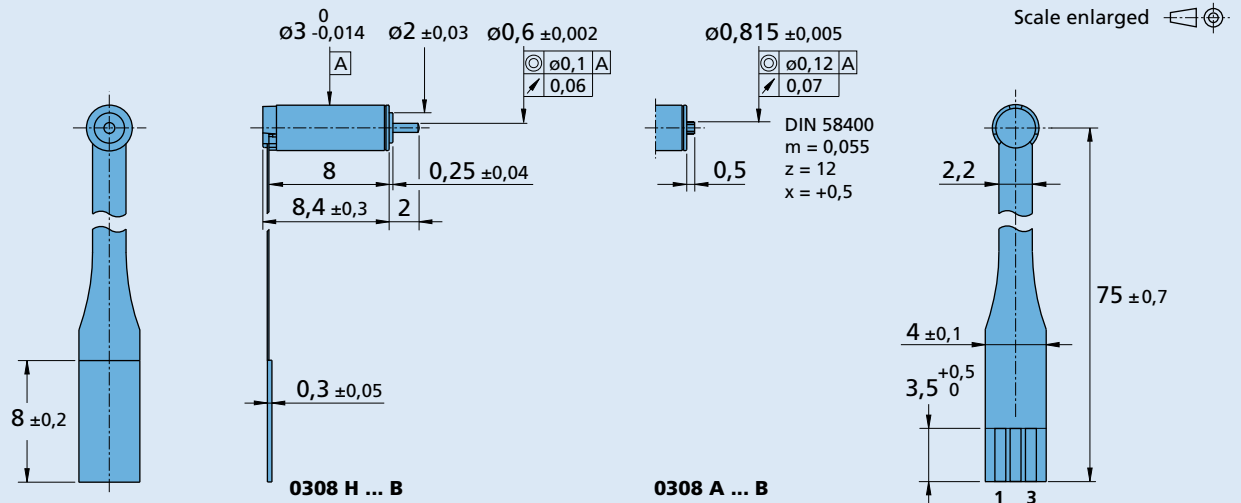 Scale enlarged
ø3 0 -0,014
ø2 ±0,03
ø0,6 ±0,002
ø0,815 ±0,005
A
ø0,1 A
0,06
ø0,12 A
0,07
DIN 58400
m = 0,055
z = 12
x = +0,5
8
0,25 ±0,04
0,5
2,2
8,4 ±0,3
2
75 ±0,7
4 ±0,1
0,3 ±0,05
3,5 +0,5 0
8 ±0,2
0308 H ... B
0308 A ... B
1 3